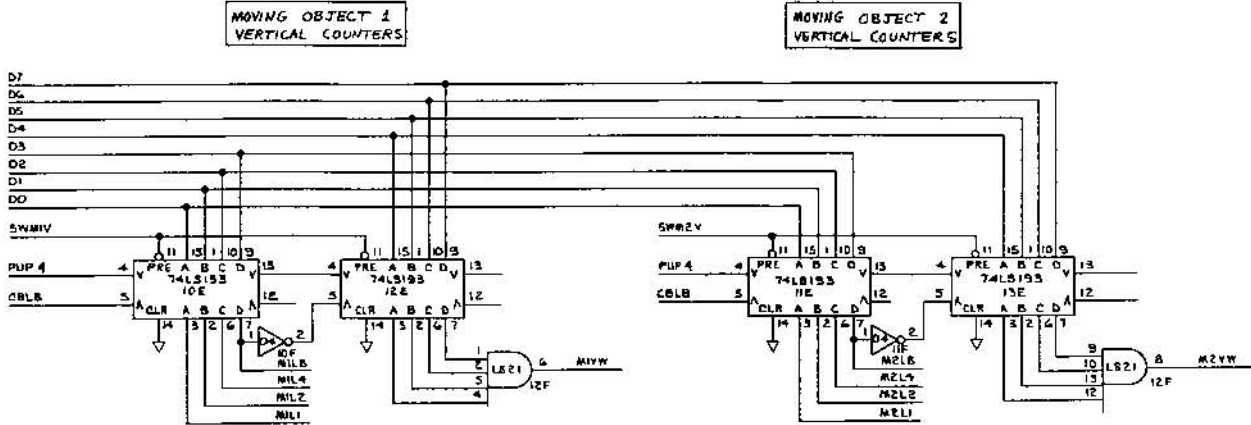 MOVING OBJECT 1
VERTICAL COUNTERS
MOVING OBJECT 2
VERTICAL COUNTERS
D7
D6
D5
D4
D3
D2
D1
D0
SWM1V
11 15 1 10 9
PUP 4
4 PRE A B C D 13
74LS193
10E
CBLB
5 CLR A B C D 12
14 3 2 6 7
1 04 2
10F
M1L8
M1L4
M1L2
M1L1
11 15 1 10 9
4 PRE A B C D 13
74LS193
12E
5 CLR A B C D 12
14 3 2 6 7
1
2
5
4
LS21
6
12F
M1VW
SWM2V
11 15 1 10 9
PUP 4
4 PRE A B C D 13
74LS193
11E
CBLB
5 CLR A B C D 12
14 3 2 6 7
1 04 2
11F
M2L8
M2L4
M2L2
M2L1
11 15 1 10 9
4 PRE A B C D 13
74LS193
13E
5 CLR A B C D 12
14 3 2 6 7
9
10
13
12
LS21
8
12F
M2VW